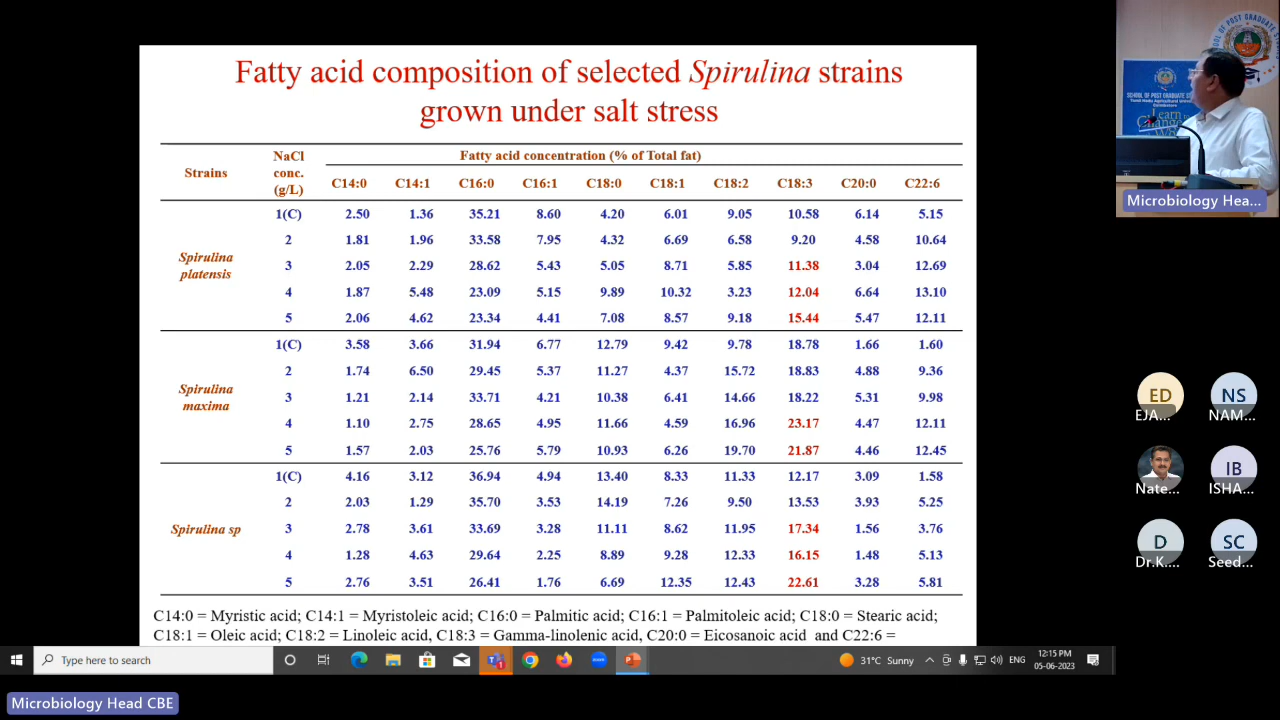 Fatty acid composition of selected Spirulina strains
grown under salt stress
Strains
NaCl
conc.
(g/L)
Fatty acid concentration (% of Total fat)
C14:0 C14:1 C16:0 C16:1 C18:0 C18:1 C18:2 C18:3 C20:0 C22:6
Spirulina
platensis
1(C) 2.50 1.36 35.21 8.60 4.20 6.01 9.05 10.58 6.14 5.15
2 1.81 1.96 33.58 7.95 4.32 6.69 6.58 9.20 4.58 10.64
3 2.05 2.29 28.62 5.43 5.05 8.71 5.85 11.38 3.04 12.69
4 1.87 5.48 23.09 5.15 9.89 10.32 3.23 12.04 6.64 13.10
5 2.06 4.62 23.34 4.41 7.08 8.57 9.18 15.44 5.47 12.11
Spirulina
maxima
1(C) 3.58 3.66 31.94 6.77 12.79 9.42 9.78 18.78 1.66 1.60
2 1.74 6.50 29.45 5.37 11.27 4.37 15.72 18.83 4.88 9.36
3 1.21 2.14 33.71 4.21 10.38 6.41 14.66 18.22 5.31 9.98
4 1.10 2.75 28.65 4.95 11.66 4.59 16.96 23.17 4.47 12.11
5 1.57 2.03 25.76 5.79 10.93 6.26 19.70 21.87 4.46 12.45
Spirulina sp
1(C) 4.16 3.12 36.94 4.94 13.40 8.33 11.33 12.17 3.09 1.58
2 2.03 1.29 35.70 3.53 14.19 7.26 9.50 13.53 3.93 5.25
3 2.78 3.61 33.69 3.28 11.11 8.62 11.95 17.34 1.56 3.76
4 1.28 4.63 29.64 2.25 8.89 9.28 12.33 16.15 1.48 5.13
5 2.76 3.51 26.41 1.76 6.69 12.35 12.43 22.61 3.28 5.81
C14:0 = Myristic acid; C14:1 = Myristoleic acid; C16:0 = Palmitic acid; C16:1 = Palmitoleic acid; C18:0 = Stearic acid;
C18:1 = Oleic acid; C18:2 = Linoleic acid, C18:3 = Gamma-linolenic acid, C20:0 = Eicosanoic acid and C22:6 =
Type here to search
31°C Sunny
ENG
12:15 PM
05-06-2023
Microbiology Head CBE
SCHOOL OF POST GRADUATE
Learn
Change
Microbiology Hea...
ED
EJA...
NS
NAM...
Nate...
IB
ISHA...
D
Dr.K....
SC
Seed...